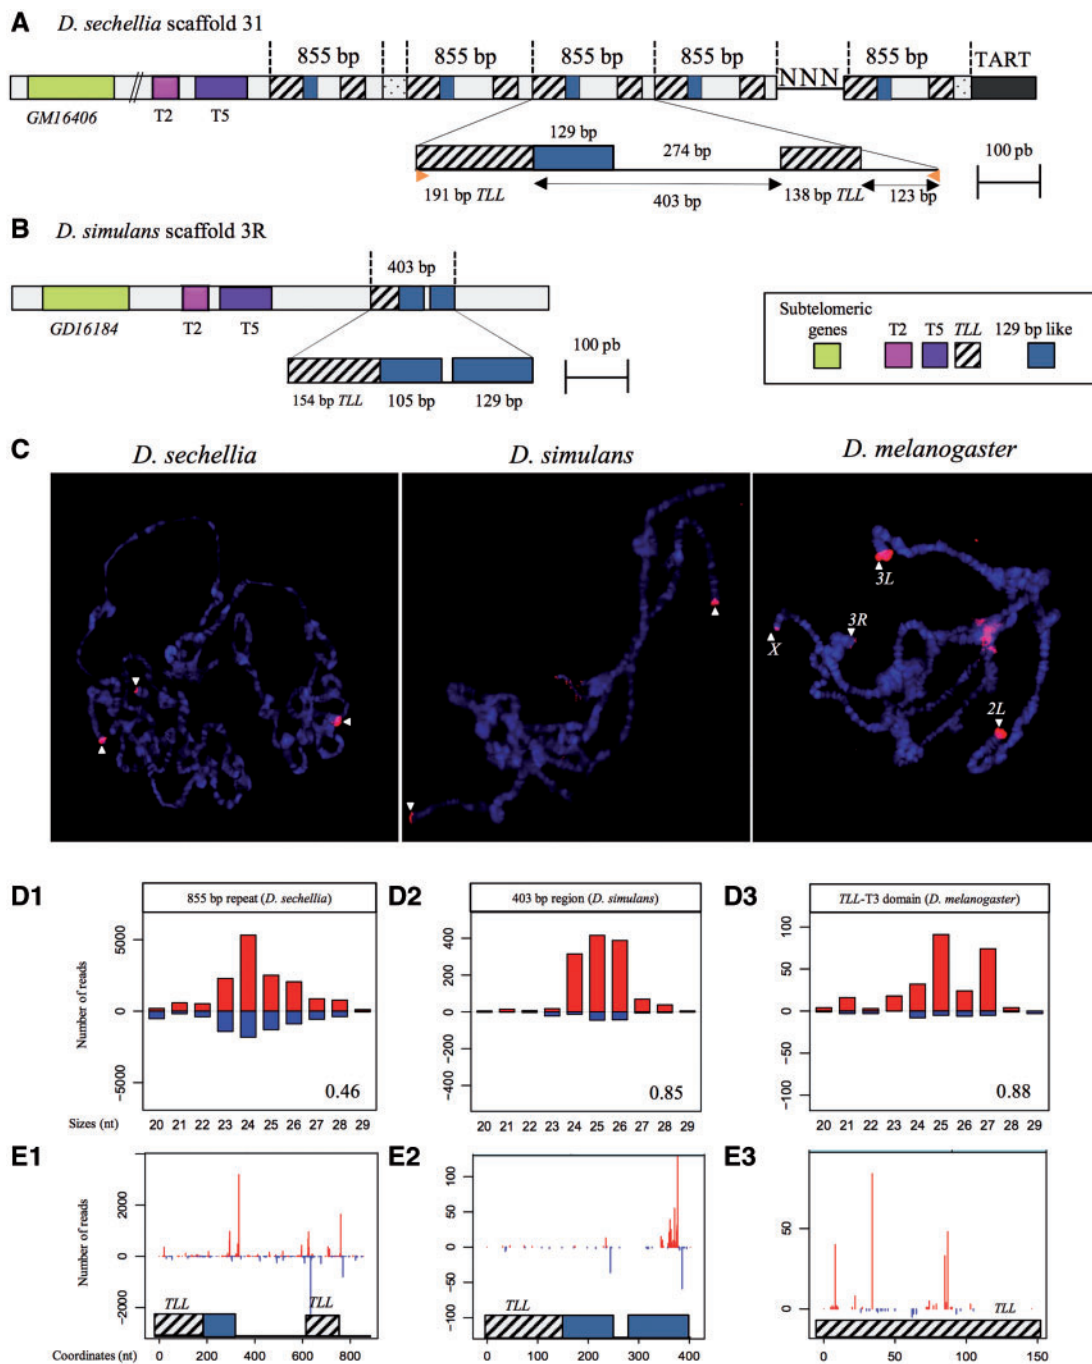 A D. sechellia scaffold 31
855 bp 855 bp 855 bp 855 bp 855 bp
NNN TART
GM16406 T2 T5
129 bp
274 bp
191 bp TLL 403 bp 138 bp TLL 123 bp
100 pb
B D. simulans scaffold 3R
403 bp
GD16184 T2 T5
154 bp TLL 105 bp 129 bp
100 pb
Subtelomeric genes T2 T5 TLL 129 bp like
C D. sechellia D. simulans D. melanogaster
3L
3R
X
2L
D1 855 bp repeat (D. sechellia)
Number of reads
5000
0
-5000
0.46
Sizes (nt) 20 21 22 23 24 25 26 27 28 29
D2 403 bp region (D. simulans)
400
200
0
-200
-400
0.85
20 21 22 23 24 25 26 27 28 29
D3 TLL-T3 domain (D. melanogaster)
100
50
0
-50
-100
0.88
20 21 22 23 24 25 26 27 28 29
E1
Number of reads
2000
0
-2000
TLL TLL
Coordinates (nt) 0 200 400 600 800
E2
100
50
0
-50
-100
TLL
0 100 200 300 400
E3
50
0
TLL
0 50 100 150